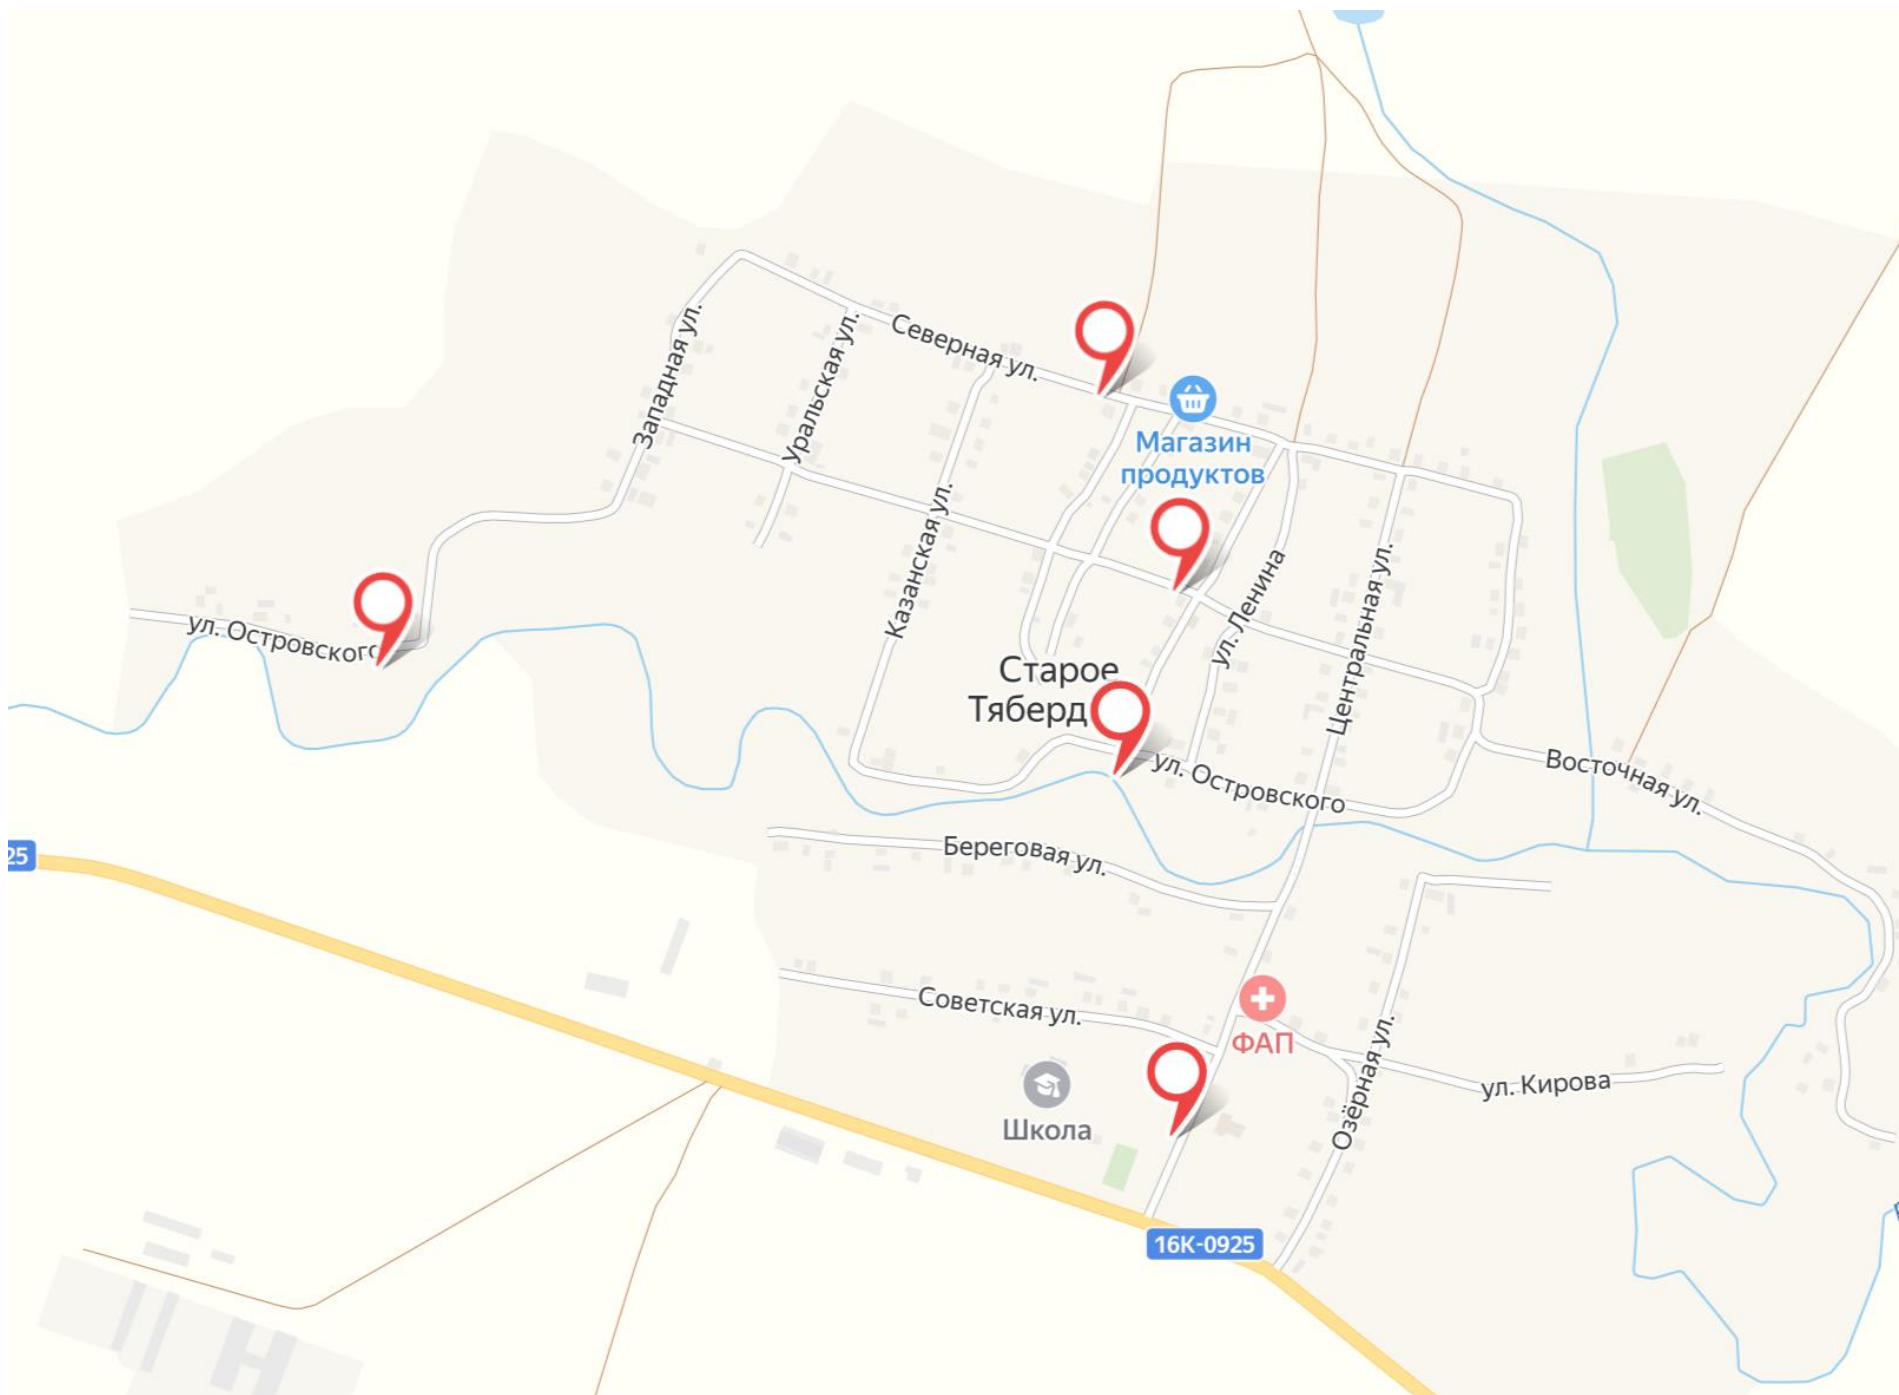 Северная ул.
Западная ул.
Уральская ул.
Магазин
продуктов
Казанская ул.
ул. Ленина
Центральная ул.
ул. Островского
Старое
Тяберд
ул. Островского
Восточная ул.
25
Береговая ул.
Советская ул.
ФАП
Озёрная ул.
ул. Кирова
Школа
16К-0925